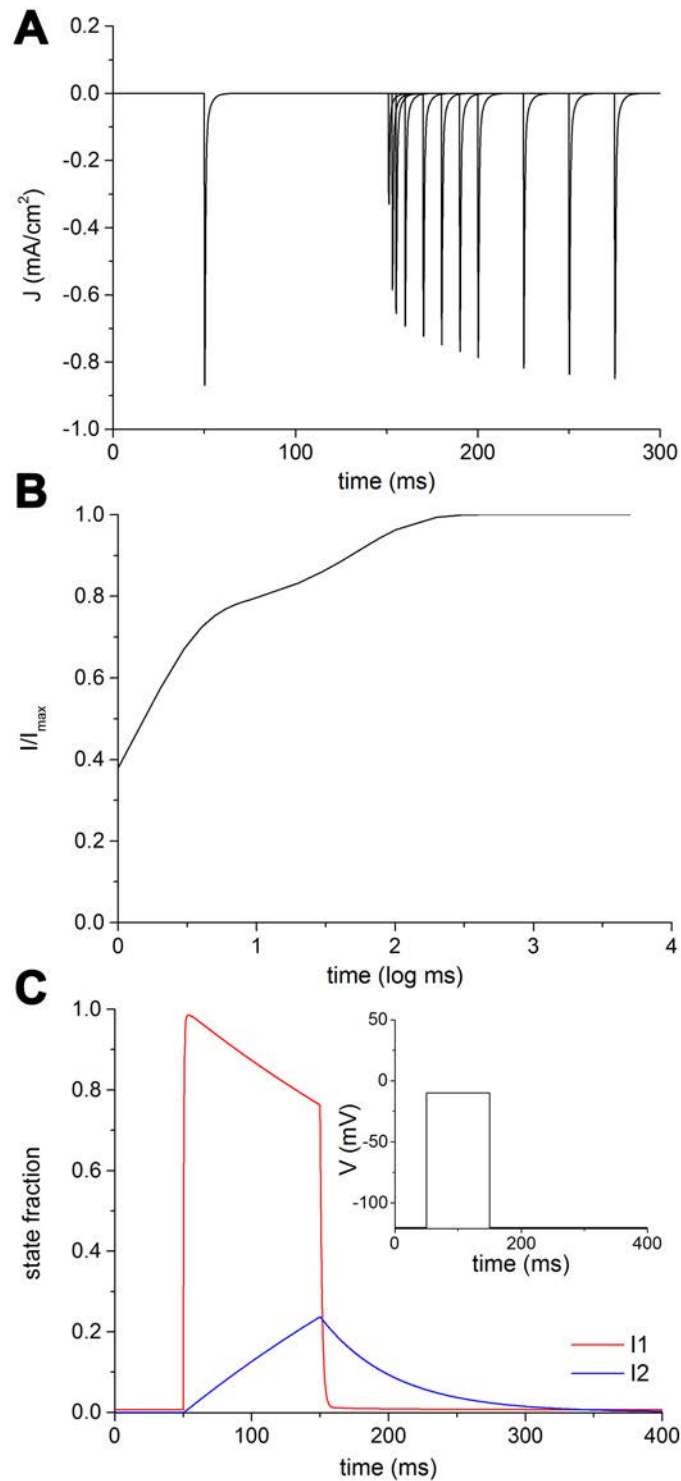 A
0.2
0.0
-0.2
-0.4
-0.6
-0.8
-1.0
J (mA/cm²)
0 100 200 300
time (ms)
B
1.0
0.8
0.6
0.4
0.2
0.0
I/Imax
0 1 2 3 4
time (log ms)
C
1.0
0.8
0.6
0.4
0.2
0.0
state fraction
50
0
-50
-100
V (mV)
0 200 400
time (ms)
I1
I2
0 100 200 300 400
time (ms)